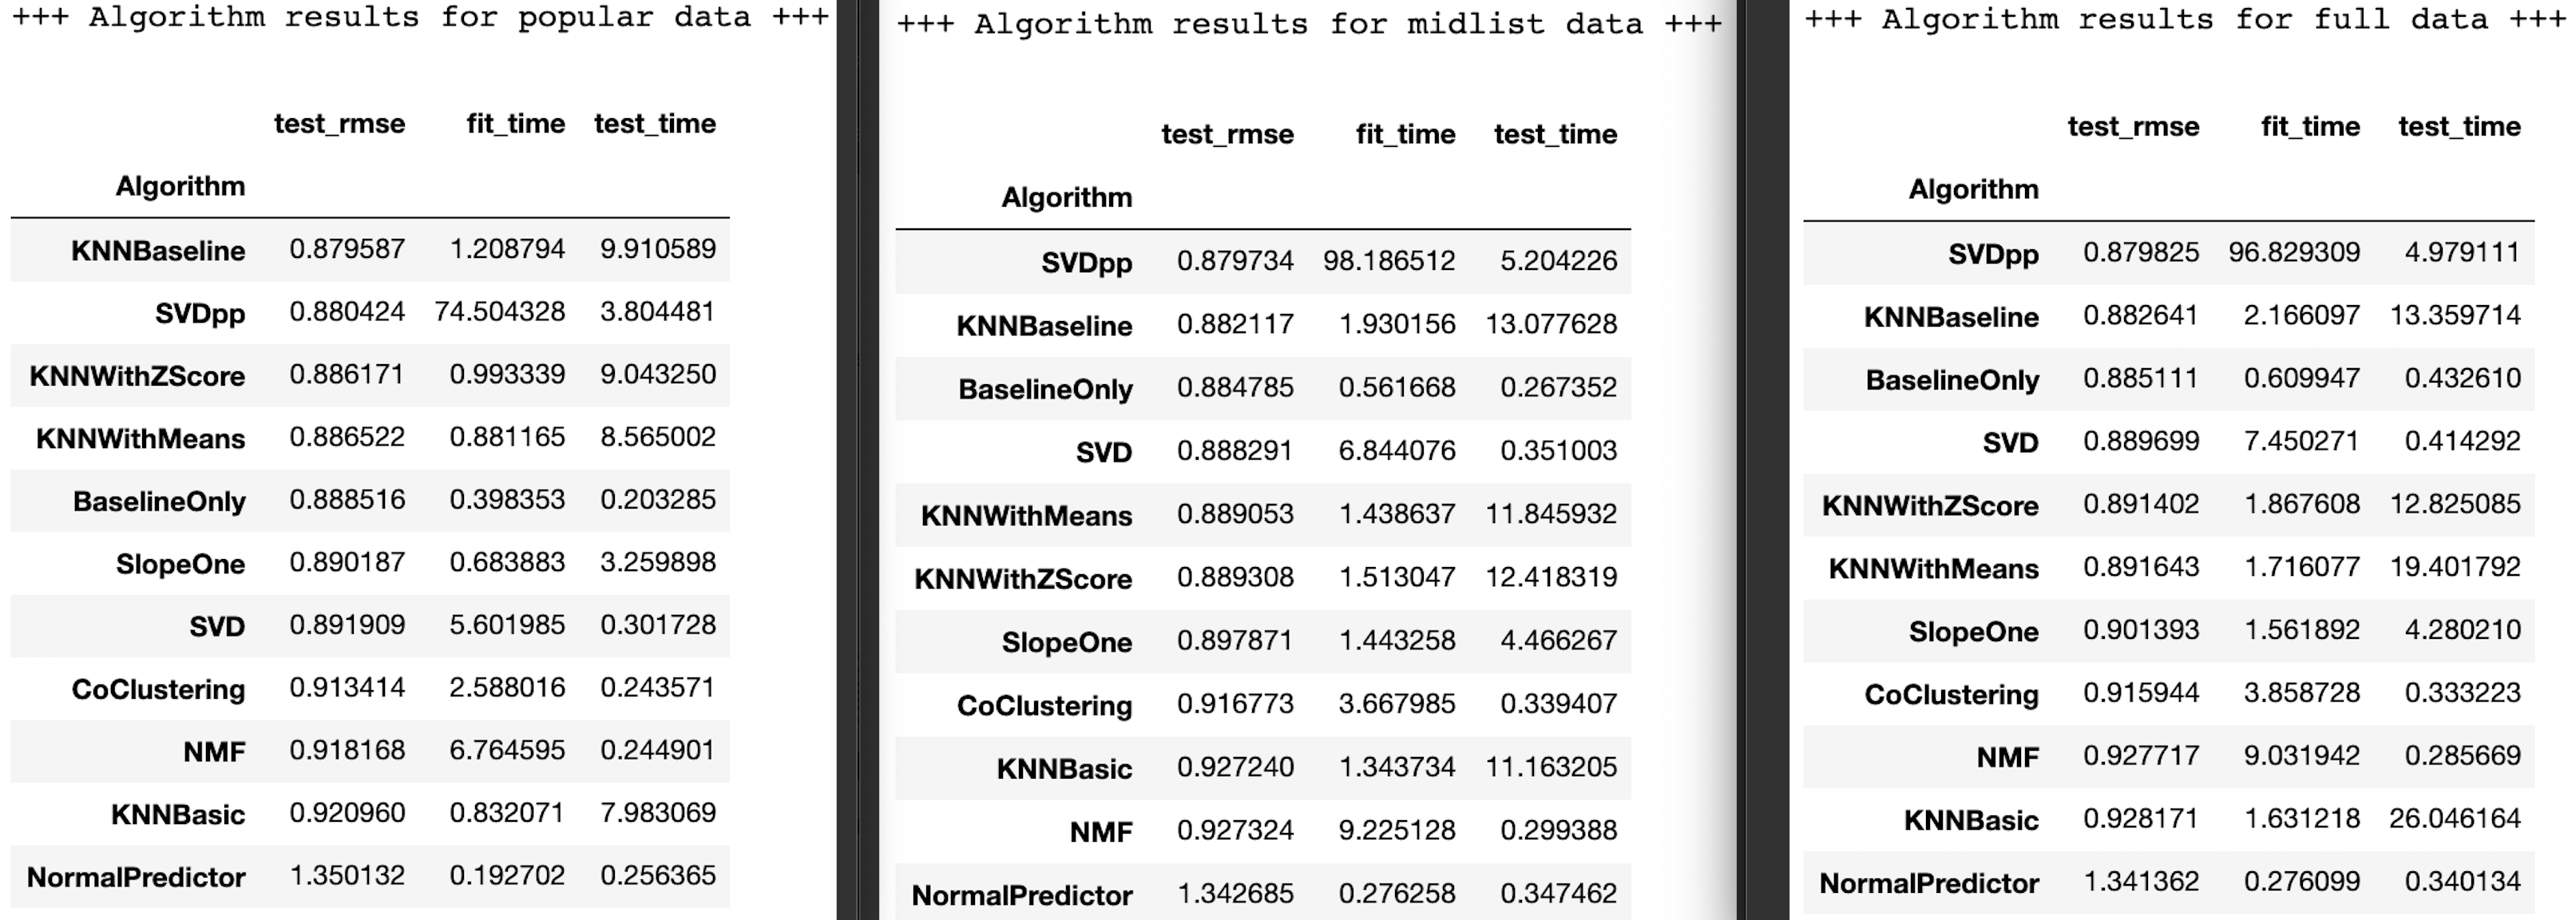 +++ Algorithm results for popular data +++
test_rmse fit_time test_time
Algorithm
KNNBaseline 0.879587 1.208794 9.910589
SVDpp 0.880424 74.504328 3.804481
KNNWithZScore 0.886171 0.993339 9.043250
KNNWithMeans 0.886522 0.881165 8.565002
BaselineOnly 0.888516 0.398353 0.203285
SlopeOne 0.890187 0.683883 3.259898
SVD 0.891909 5.601985 0.301728
CoClustering 0.913414 2.588016 0.243571
NMF 0.918168 6.764595 0.244901
KNNBasic 0.920960 0.832071 7.983069
NormalPredictor 1.350132 0.192702 0.256365
+++ Algorithm results for midlist data +++
test_rmse fit_time test_time
Algorithm
SVDpp 0.879734 98.186512 5.204226
KNNBaseline 0.882117 1.930156 13.077628
BaselineOnly 0.884785 0.561668 0.267352
SVD 0.888291 6.844076 0.351003
KNNWithMeans 0.889053 1.438637 11.845932
KNNWithZScore 0.889308 1.513047 12.418319
SlopeOne 0.897871 1.443258 4.466267
CoClustering 0.916773 3.667985 0.339407
KNNBasic 0.927240 1.343734 11.163205
NMF 0.927324 9.225128 0.299388
NormalPredictor 1.342685 0.276258 0.347462
+++ Algorithm results for full data +++
test_rmse fit_time test_time
Algorithm
SVDpp 0.879825 96.829309 4.979111
KNNBaseline 0.882641 2.166097 13.359714
BaselineOnly 0.885111 0.609947 0.432610
SVD 0.889699 7.450271 0.414292
KNNWithZScore 0.891402 1.867608 12.825085
KNNWithMeans 0.891643 1.716077 19.401792
SlopeOne 0.901393 1.561892 4.280210
CoClustering 0.915944 3.858728 0.333223
NMF 0.927717 9.031942 0.285669
KNNBasic 0.928171 1.631218 26.046164
NormalPredictor 1.341362 0.276099 0.340134